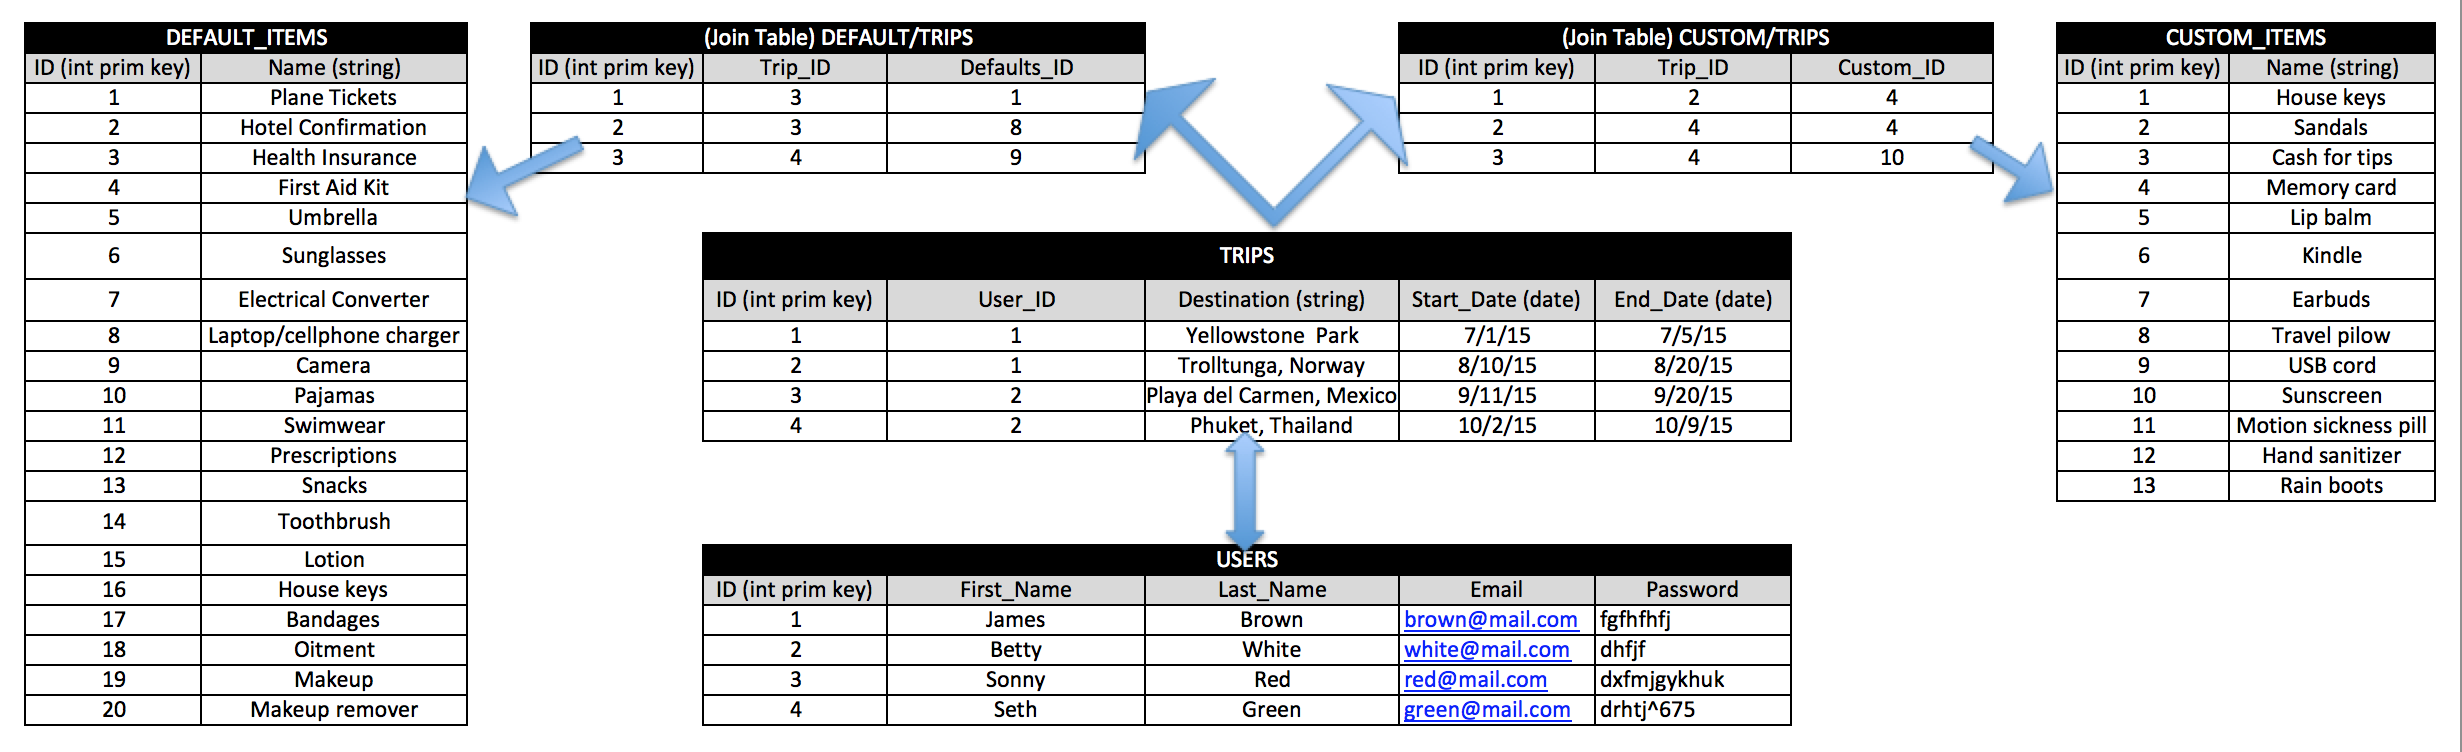 DEFAULT_ITEMS
ID (int prim key) Name (string)
1 Plane Tickets
2 Hotel Confirmation
3 Health Insurance
4 First Aid Kit
5 Umbrella
6 Sunglasses
7 Electrical Converter
8 Laptop/cellphone charger
9 Camera
10 Pajamas
11 Swimwear
12 Prescriptions
13 Snacks
14 Toothbrush
15 Lotion
16 House keys
17 Bandages
18 Oitment
19 Makeup
20 Makeup remover
(Join Table) DEFAULT/TRIPS
ID (int prim key) Trip_ID Defaults_ID
1 3 1
2 3 8
3 4 9
(Join Table) CUSTOM/TRIPS
ID (int prim key) Trip_ID Custom_ID
1 2 4
2 4 4
3 4 10
TRIPS
ID (int prim key) User_ID Destination (string) Start_Date (date) End_Date (date)
1 1 Yellowstone Park 7/1/15 7/5/15
2 1 Trolltunga, Norway 8/10/15 8/20/15
3 2 Playa del Carmen, Mexico 9/11/15 9/20/15
4 2 Phuket, Thailand 10/2/15 10/9/15
USERS
ID (int prim key) First_Name Last_Name Email Password
1 James Brown brown@mail.com fgfhfhfj
2 Betty White white@mail.com dhfjf
3 Sonny Red red@mail.com dxfmjgykhuk
4 Seth Green green@mail.com drhtj^675
CUSTOM_ITEMS
ID (int prim key) Name (string)
1 House keys
2 Sandals
3 Cash for tips
4 Memory card
5 Lip balm
6 Kindle
7 Earbuds
8 Travel pilow
9 USB cord
10 Sunscreen
11 Motion sickness pill
12 Hand sanitizer
13 Rain boots